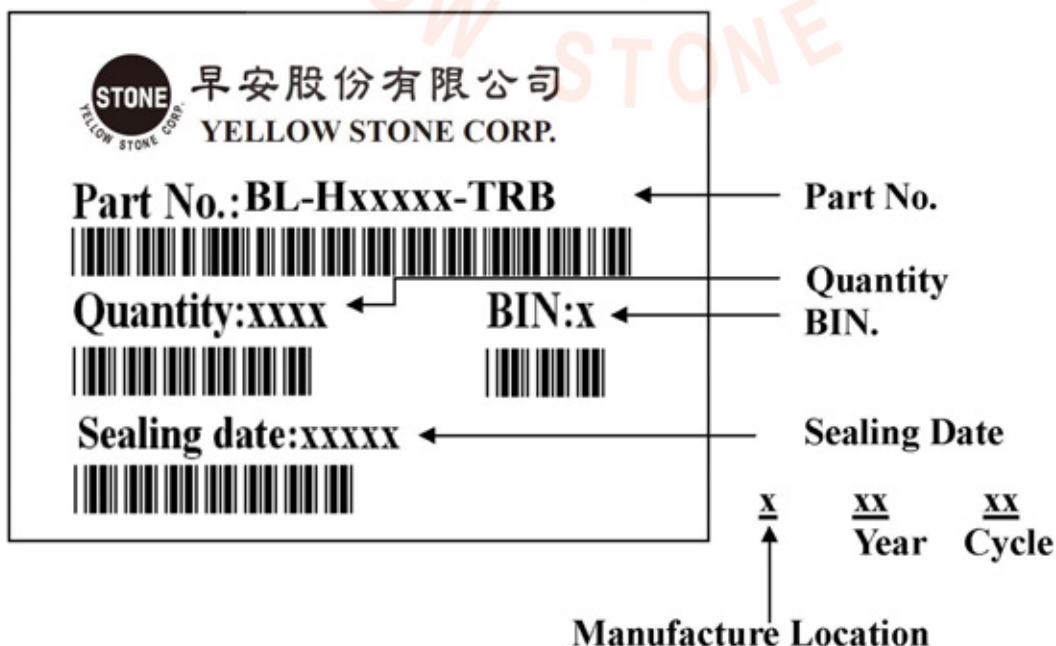 W STONE
STONE
YELLOW STONE CORP.
早安股份有限公司
YELLOW STONE CORP.
Part No.:BL-Hxxxxx-TRB
Part No.
Quantity:xxxx
BIN:x
Quantity
BIN.
Sealing date:xxxxx
Sealing Date
x xx xx
Year Cycle
Manufacture Location